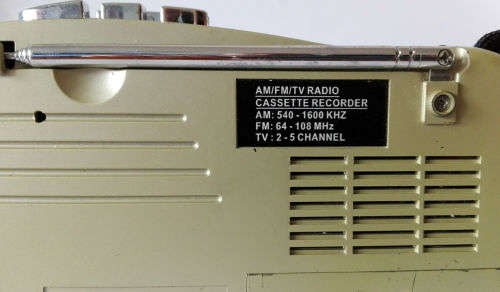 AM/FM/TV RADIO
CASSETTE RECORDER
AM: 540 - 1600 KHZ
FM: 64 - 108 MHz
TV : 2 - 5 CHANNEL